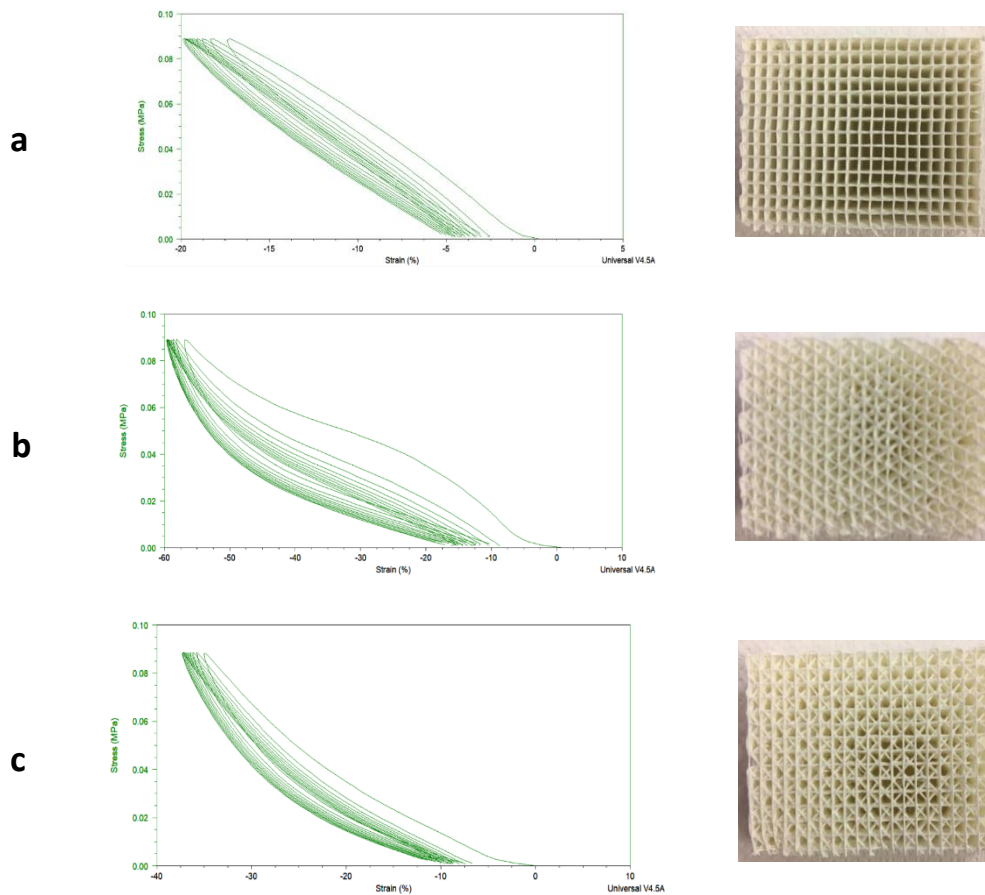 a
Stress (MPa)
0.10
0.08
0.06
0.04
0.02
0.00
-20 -15 -10 -5 0 5
Strain (%)
Universal V4.5A
b
Stress (MPa)
0.10
0.08
0.06
0.04
0.02
0.00
-60 -50 -40 -30 -20 -10 0 10
Strain (%)
Universal V4.5A
c
Stress (MPa)
0.10
0.08
0.06
0.04
0.02
0.00
-40 -30 -20 -10 0 10
Strain (%)
Universal V4.5A